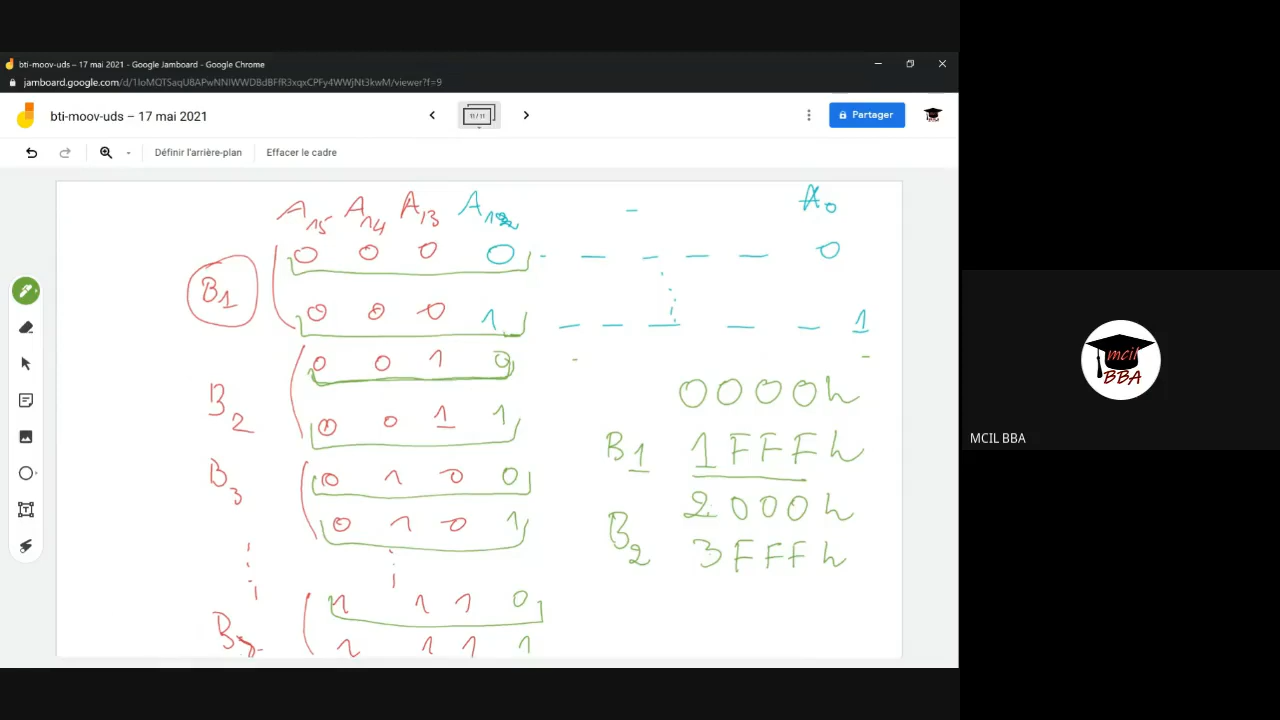 bti-moov-uds – 17 mai 2021 - Google Jamboard - Google Chrome
jamboard.google.com/d/1IoMQTSaqU8APwNNIWWD8dBFfR3xqxCPFy4WWjNt3kwM/viewer?f=9
bti-moov-uds – 17 mai 2021
11 / 11
Partager
Définir l'arrière-plan Effacer le cadre
A15 A14 A13 A12 - A0
0 0 0 0 - - - - - - 0
B1
0 0 0 1 - - - - - 1
0 0 1 0
B2
0 0 1 1
B3
0 1 0 0
0 1 0 1
1 1 1 0
1 1 1 1
0000h
B1 1FFFh
2000h
B2 3FFFh
mcil
BBA
MCIL BBA